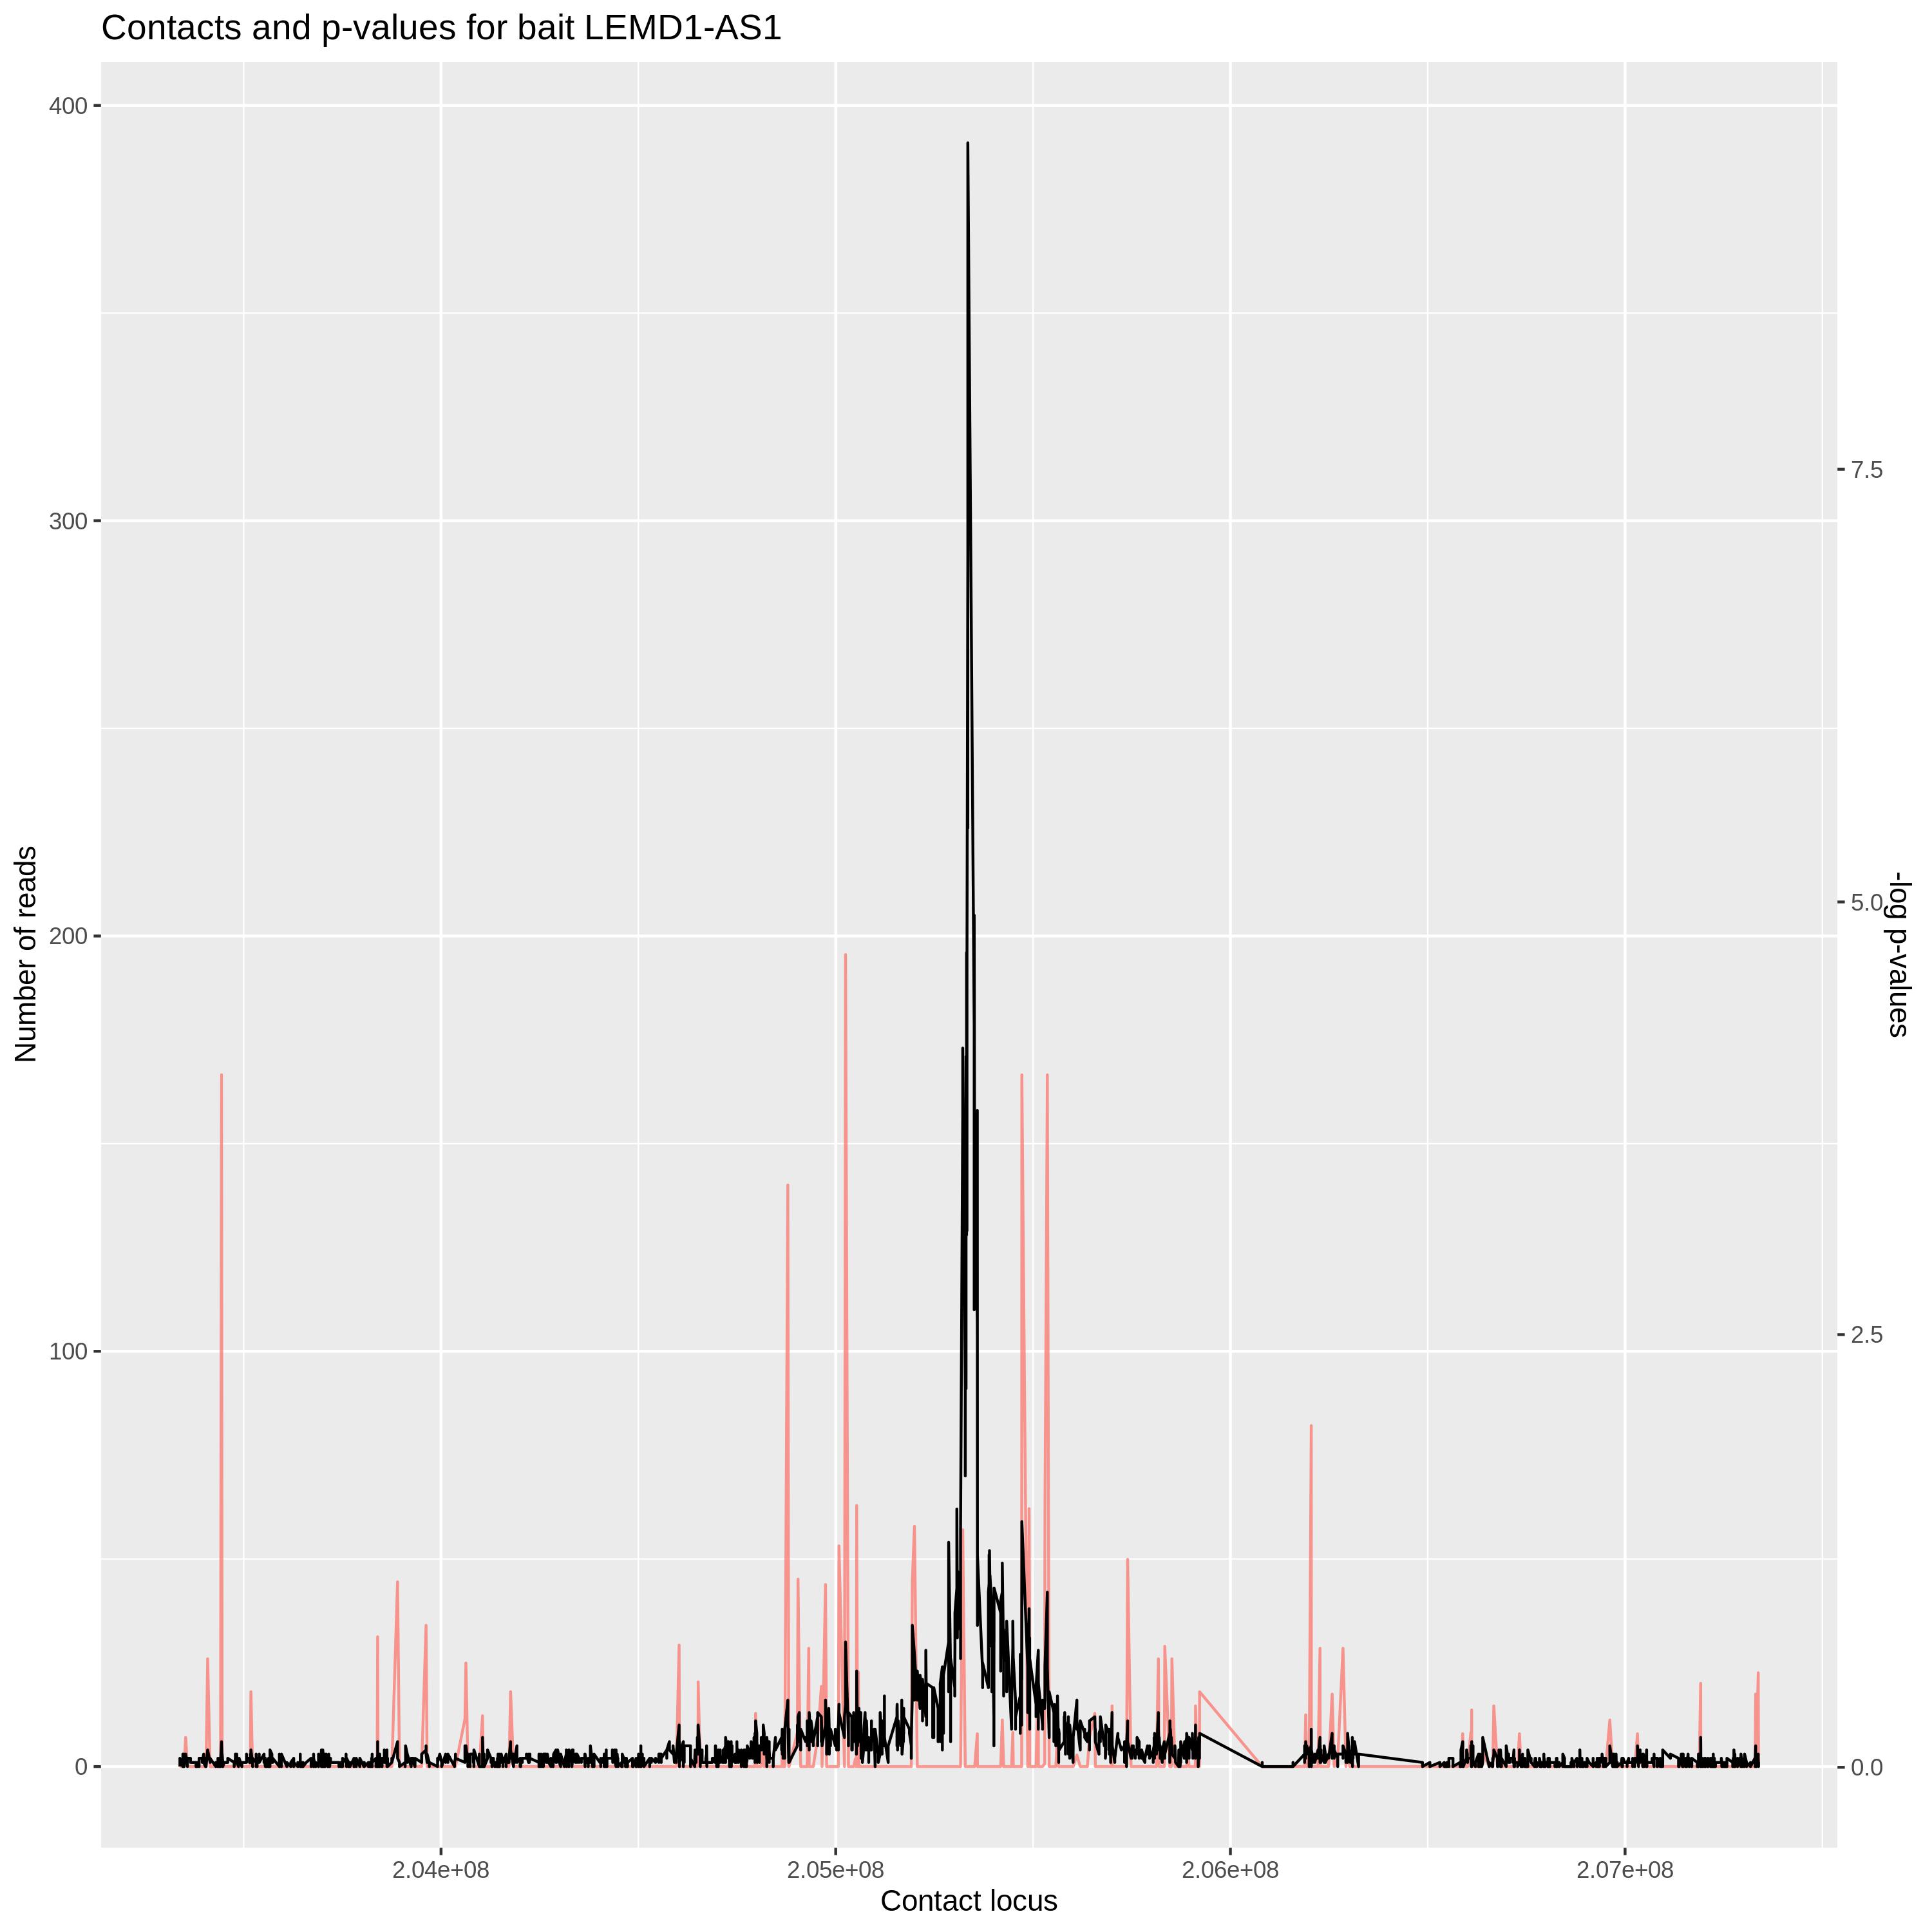 Contacts and p-values for bait LEMD1-AS1
400
300
200
100
0
Number of reads
7.5
5.0
2.5
0.0
-log p-values
2.04e+08
2.05e+08
2.06e+08
2.07e+08
Contact locus